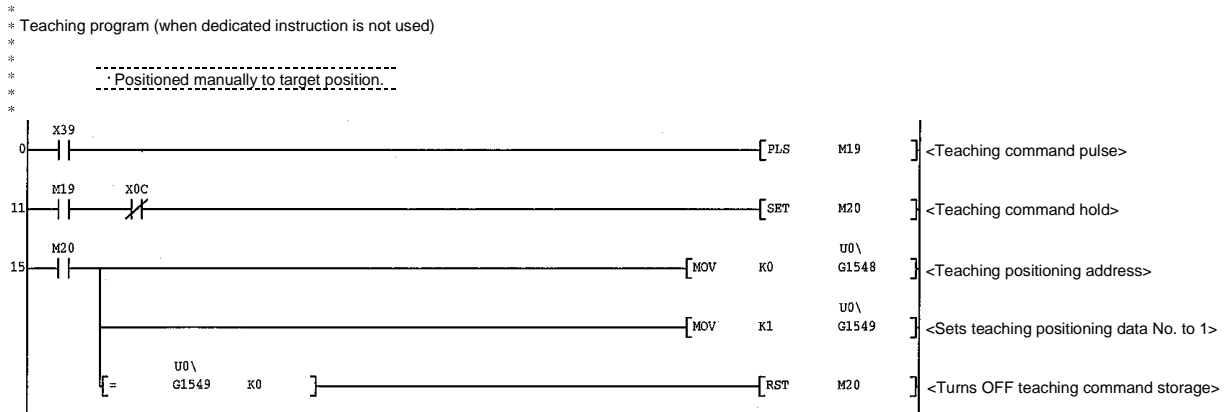 *
* Teaching program (when dedicated instruction is not used)
*
*
* · Positioned manually to target position.
*
*
X39
0 [PLS M19 ] <Teaching command pulse>
M19 X0C
11 [SET M20 ] <Teaching command hold>
M20 U0\
15 [MOV K0 G1548 ] <Teaching positioning address>
U0\
[MOV K1 G1549 ] <Sets teaching positioning data No. to 1>
U0\
[= G1549 K0 ] [RST M20 ] <Turns OFF teaching command storage>